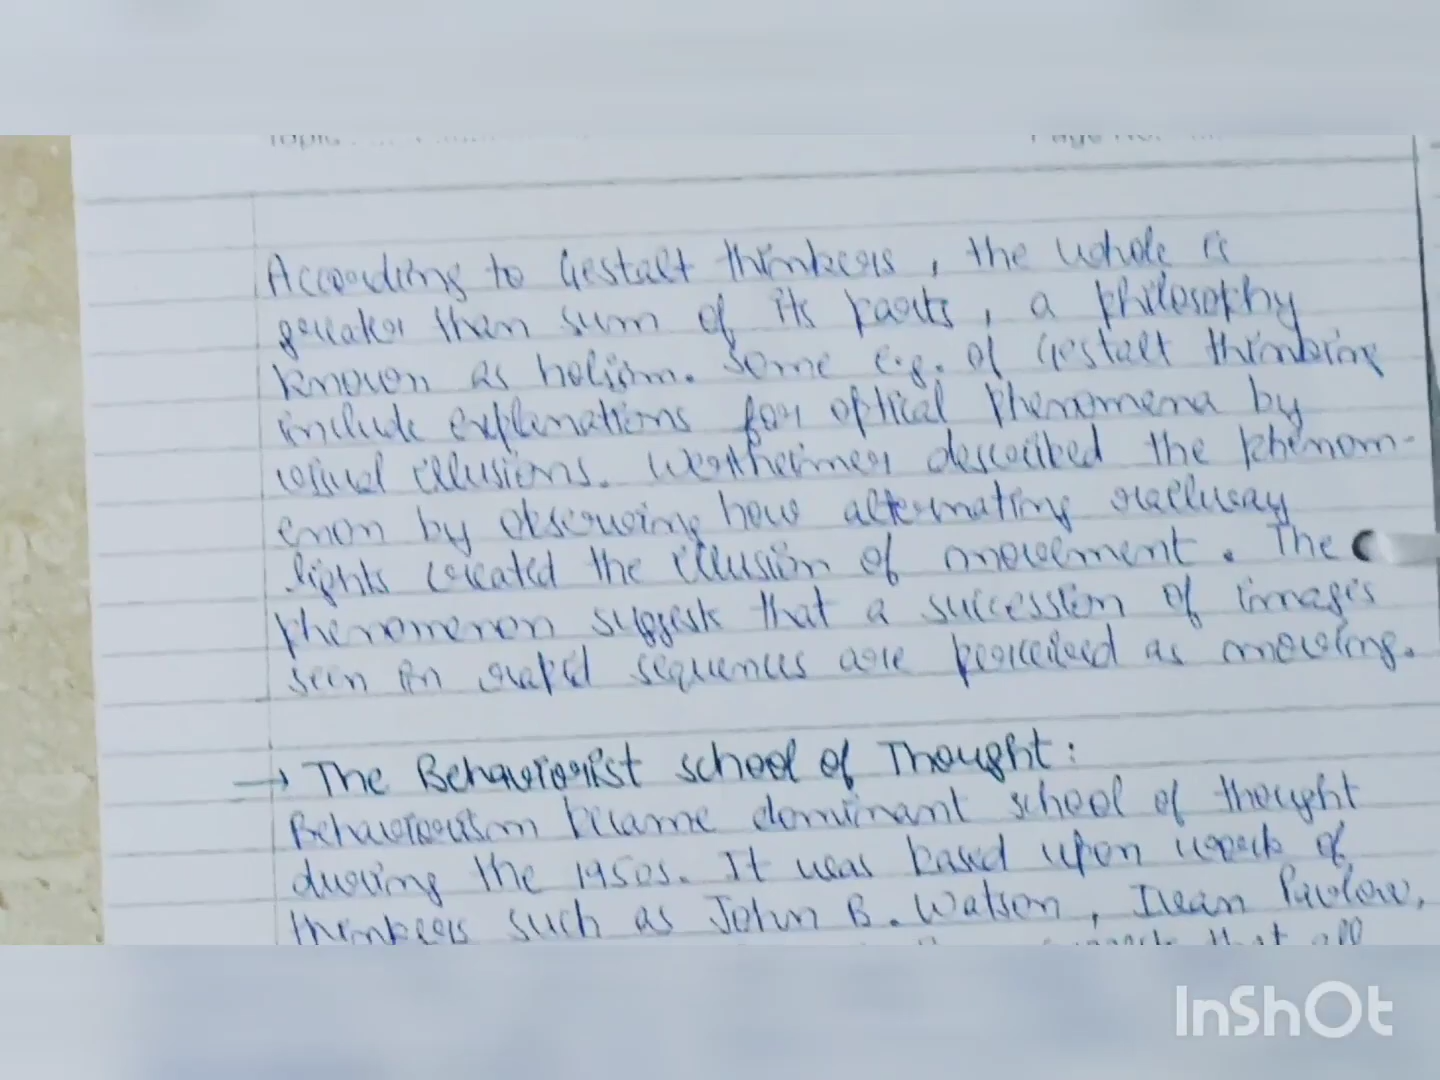 According to Gestalt thinkers, the whole is
greater than sum of its parts, a philosophy
known as holism. Some e.g. of Gestalt thinking
include explanations for optical phenomena by
visual illusions. Wertheimer described the phenom-
enon by observing how alternating railway
lights created the illusion of movement. The
phenomenon suggests that a succession of images
seen in rapid sequences are perceived as moving.
→ The Behaviorist school of Thought:
Behaviorism became dominant school of thought
during the 1950s. It was based upon work of
thinkers such as John B. Watson, Ivan Pavlov,
that all
InShOt